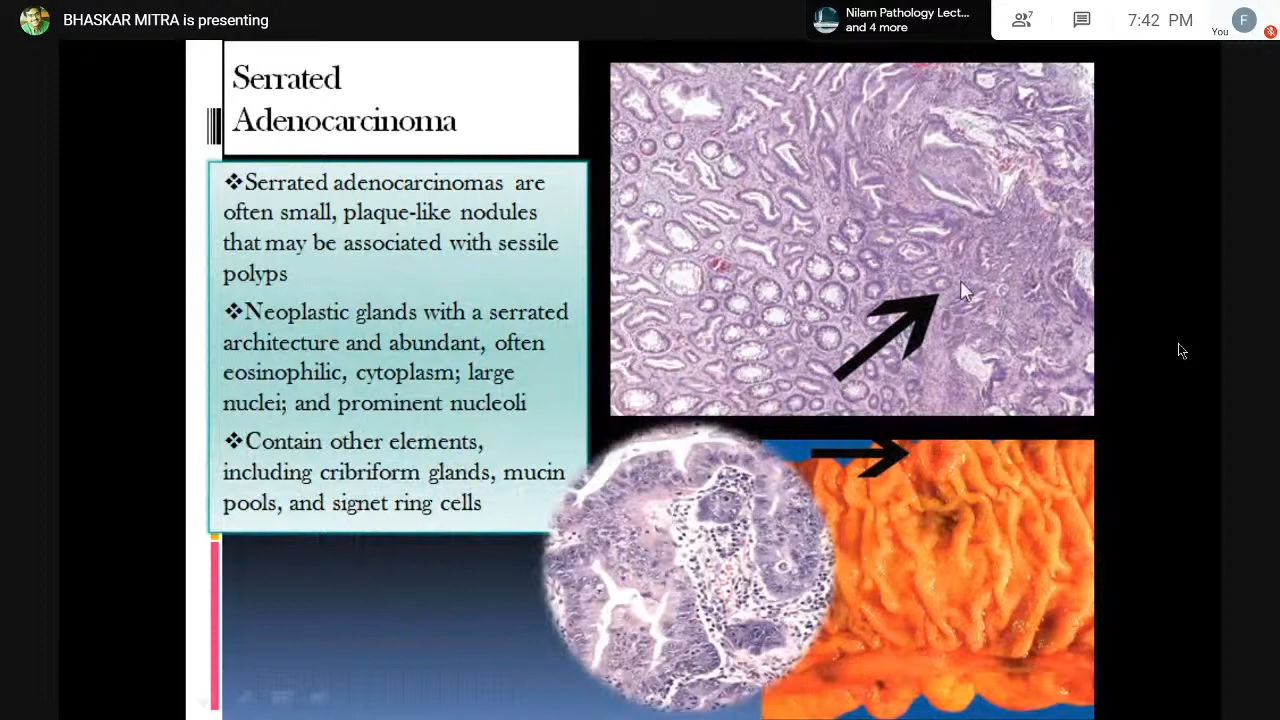 BHASKAR MITRA is presenting
Nilam Pathology Lect...
and 4 more
7
7:42 PM
You
F
Serrated
Adenocarcinoma
❖Serrated adenocarcinomas are
often small, plaque-like nodules
that may be associated with sessile
polyps
❖Neoplastic glands with a serrated
architecture and abundant, often
eosinophilic, cytoplasm; large
nuclei; and prominent nucleoli
❖Contain other elements,
including cribriform glands, mucin
pools, and signet ring cells